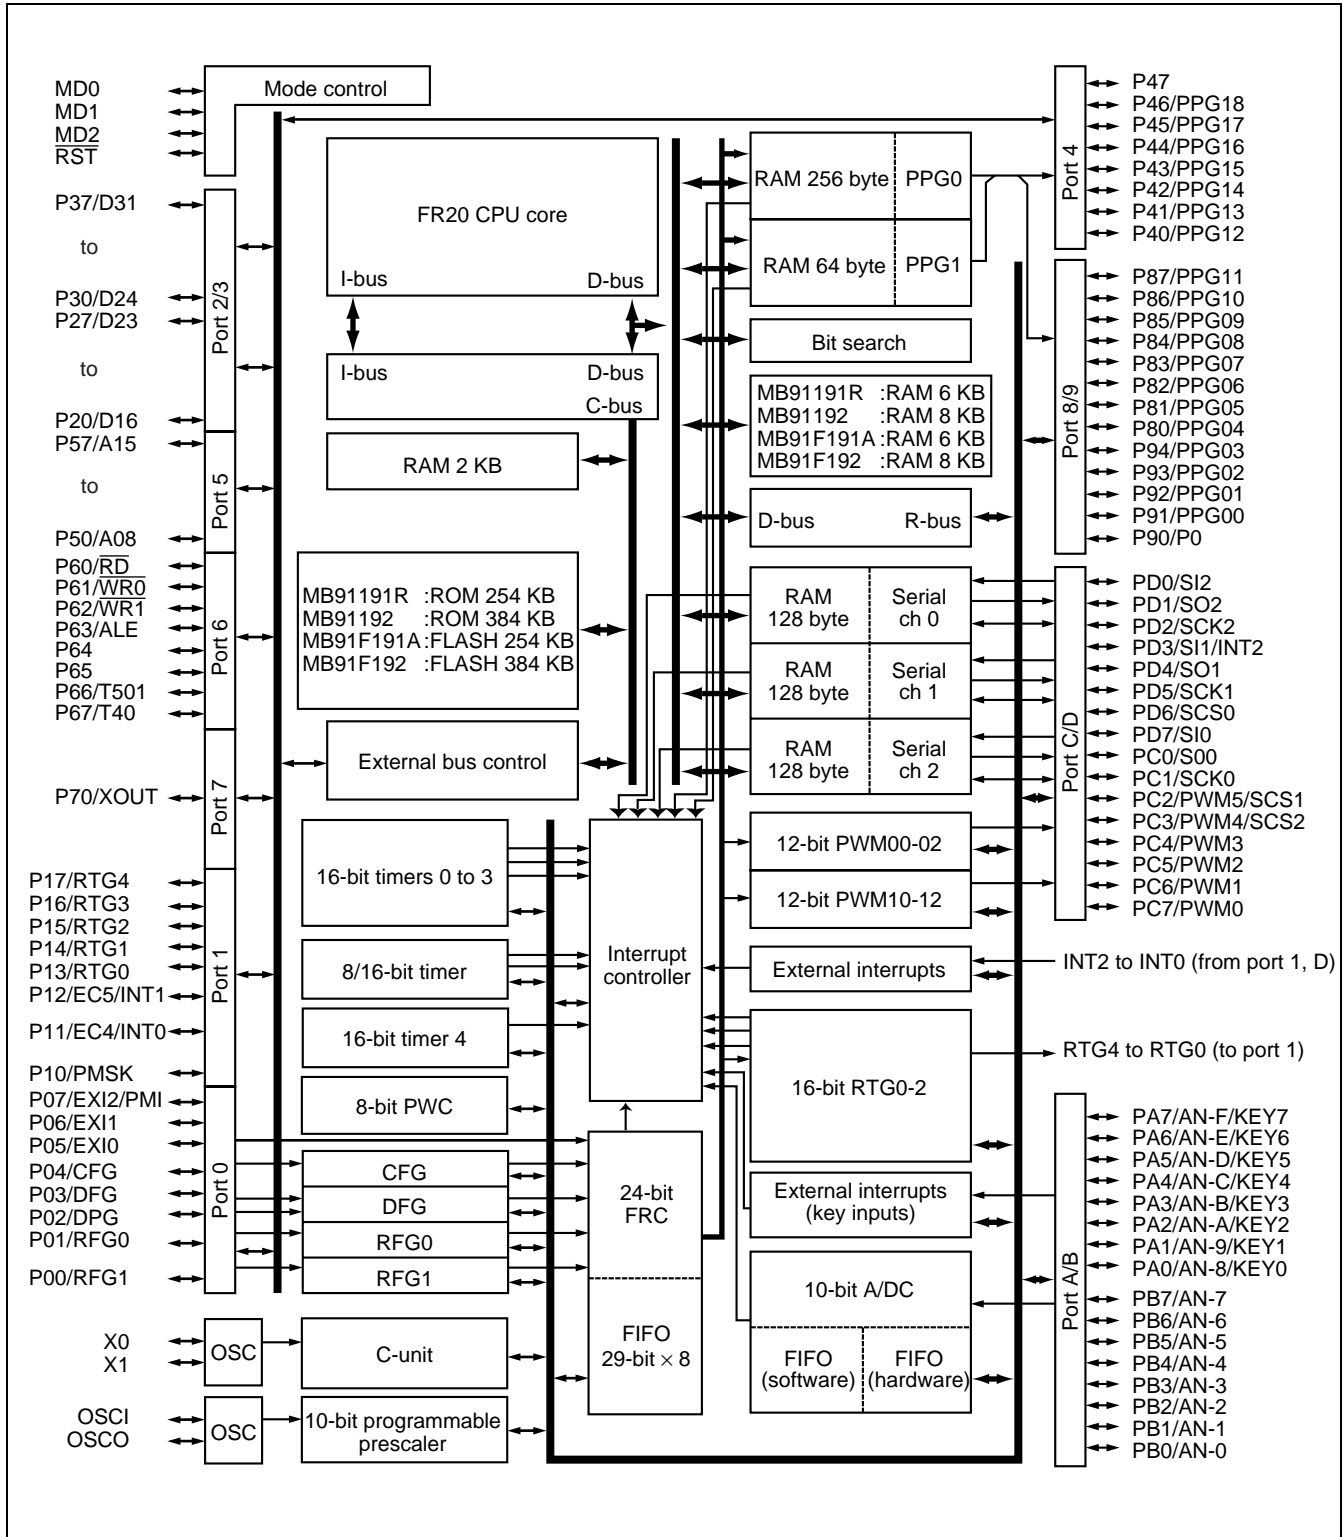 MD0
MD1
MD2
RST
Mode control
P37/D31
to
P30/D24
P27/D23
to
P20/D16
Port 2/3
P57/A15
to
P50/A08
Port 5
P60/RD
P61/WR0
P62/WR1
P63/ALE
P64
P65
P66/T501
P67/T40
Port 6
P70/XOUT
Port 7
P17/RTG4
P16/RTG3
P15/RTG2
P14/RTG1
P13/RTG0
P12/EC5/INT1
P11/EC4/INT0
P10/PMSK
Port 1
P07/EXI2/PMI
P06/EXI1
P05/EXI0
P04/CFG
P03/DFG
P02/DPG
P01/RFG0
P00/RFG1
Port 0
X0
X1
OSC
OSCI
OSCO
OSC
FR20 CPU core
I-bus
D-bus
I-bus
D-bus
C-bus
RAM 2 KB
MB91191R :ROM 254 KB
MB91192 :ROM 384 KB
MB91F191A :FLASH 254 KB
MB91F192 :FLASH 384 KB
External bus control
16-bit timers 0 to 3
8/16-bit timer
16-bit timer 4
8-bit PWC
CFG
DFG
RFG0
RFG1
C-unit
10-bit programmable
prescaler
Interrupt
controller
24-bit
FRC
FIFO
29-bit × 8
RAM 256 byte
PPG0
RAM 64 byte
PPG1
Bit search
MB91191R :RAM 6 KB
MB91192 :RAM 8 KB
MB91F191A :RAM 6 KB
MB91F192 :RAM 8 KB
D-bus
R-bus
RAM
128 byte
Serial
ch 0
RAM
128 byte
Serial
ch 1
RAM
128 byte
Serial
ch 2
12-bit PWM00-02
12-bit PWM10-12
External interrupts
16-bit RTG0-2
External interrupts
(key inputs)
10-bit A/DC
FIFO
(software)
FIFO
(hardware)
Port 4
P47
P46/PPG18
P45/PPG17
P44/PPG16
P43/PPG15
P42/PPG14
P41/PPG13
P40/PPG12
Port 8/9
P87/PPG11
P86/PPG10
P85/PPG09
P84/PPG08
P83/PPG07
P82/PPG06
P81/PPG05
P80/PPG04
P94/PPG03
P93/PPG02
P92/PPG01
P91/PPG00
P90/P0
Port C/D
PD0/SI2
PD1/SO2
PD2/SCK2
PD3/SI1/INT2
PD4/SO1
PD5/SCK1
PD6/SCS0
PD7/SI0
PC0/S00
PC1/SCK0
PC2/PWM5/SCS1
PC3/PWM4/SCS2
PC4/PWM3
PC5/PWM2
PC6/PWM1
PC7/PWM0
INT2 to INT0 (from port 1, D)
RTG4 to RTG0 (to port 1)
Port A/B
PA7/AN-F/KEY7
PA6/AN-E/KEY6
PA5/AN-D/KEY5
PA4/AN-C/KEY4
PA3/AN-B/KEY3
PA2/AN-A/KEY2
PA1/AN-9/KEY1
PA0/AN-8/KEY0
PB7/AN-7
PB6/AN-6
PB5/AN-5
PB4/AN-4
PB3/AN-3
PB2/AN-2
PB1/AN-1
PB0/AN-0